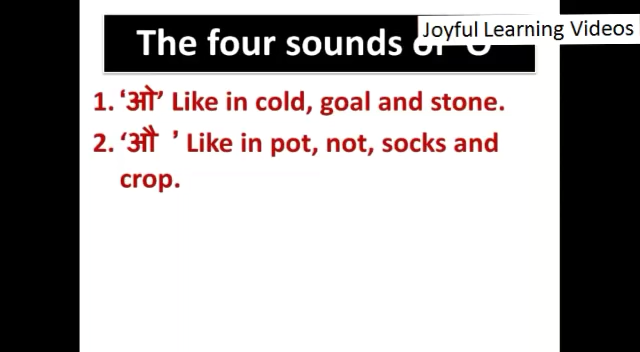 Joyful Learning Videos
The four sounds of 'O'
1. ‘ओ’ Like in cold, goal and stone.
2. ‘औ ’ Like in pot, not, socks and
crop.